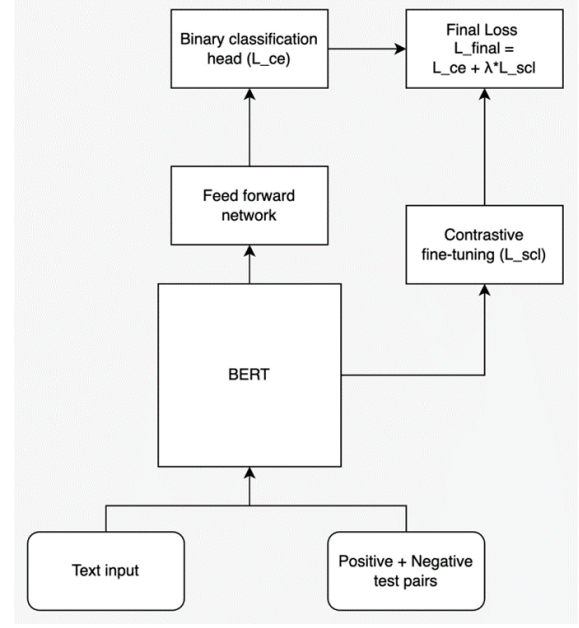 Binary classification
head (L_ce)
Final Loss
L_final =
L_ce + λ*L_scl
Feed forward
network
Contrastive
fine-tuning (L_scl)
BERT
Text input
Positive + Negative
test pairs